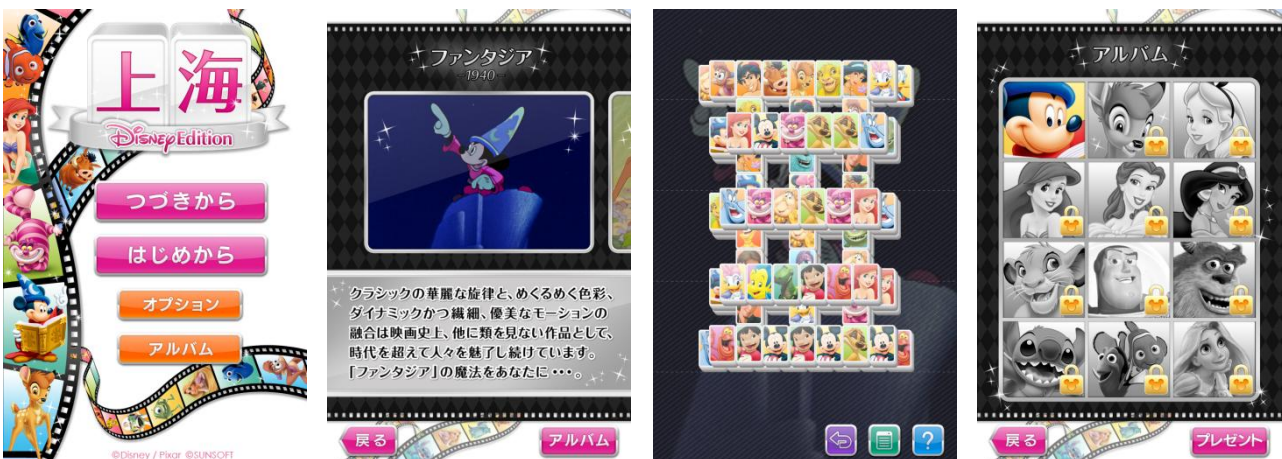 上海
Disney Edition
つづきから
はじめから
オプション
アルバム
©Disney / Pixar ©SUNSOFT
ファンタジア
-1940-
クラシックの華麗な旋律と、めくるめく色彩、
ダイナミックかつ繊細、優美なモーションの
融合は映画史上、他に類を見ない作品として、
時代を超えて人々を魅了し続けています。
「ファンタジア」の魔法をあなたに・・・。
戻る
アルバム
?
アルバム
戻る
プレゼント